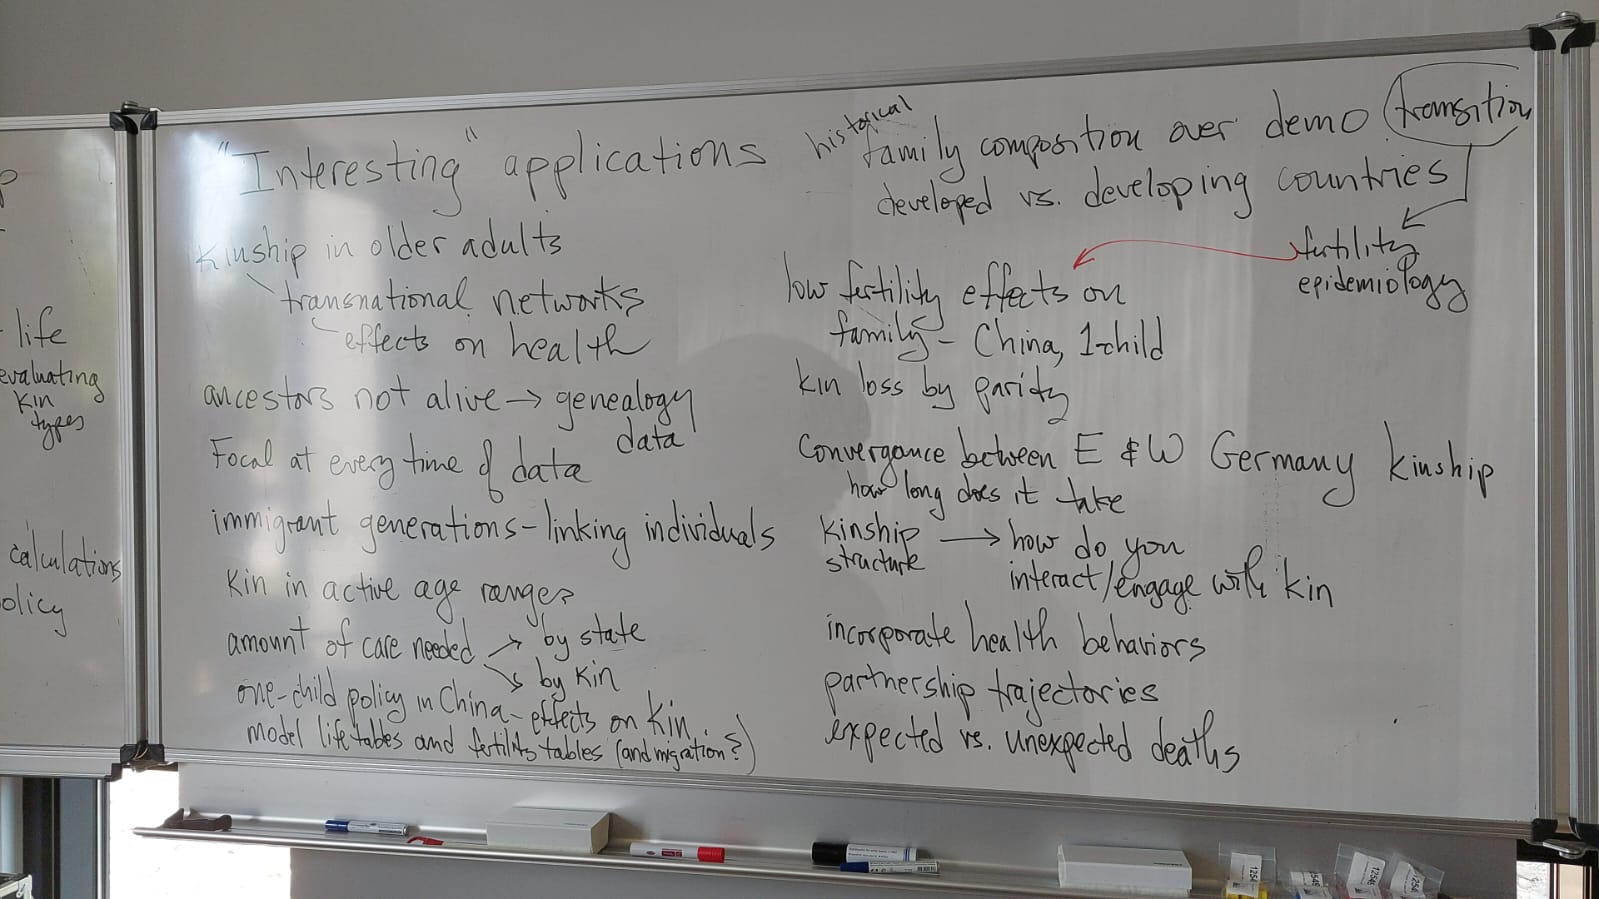 life
evaluating
kin
types
calculations
olicy
"Interesting" applications
kinship in older adults
transnational networks
effects on health
ancestors not alive → genealogy
data
Focal at every time of data
immigrant generations - linking individuals
Kin in active age ranges
amount of care needed → by state
↘ by kin
one-child policy in China - effects on kin
model life tables and fertility tables (and migration?)
historical
family composition over demo transition
developed vs. developing countries
fertility
epidemiology
low fertility effects on
family - China, 1-child
kin loss by parity
Convergance between E & W Germany kinship
how long does it take
kinship → how do you
structure
interact/engage with kin
incorporate health behaviors
partnership trajectories
expected vs. unexpected deaths